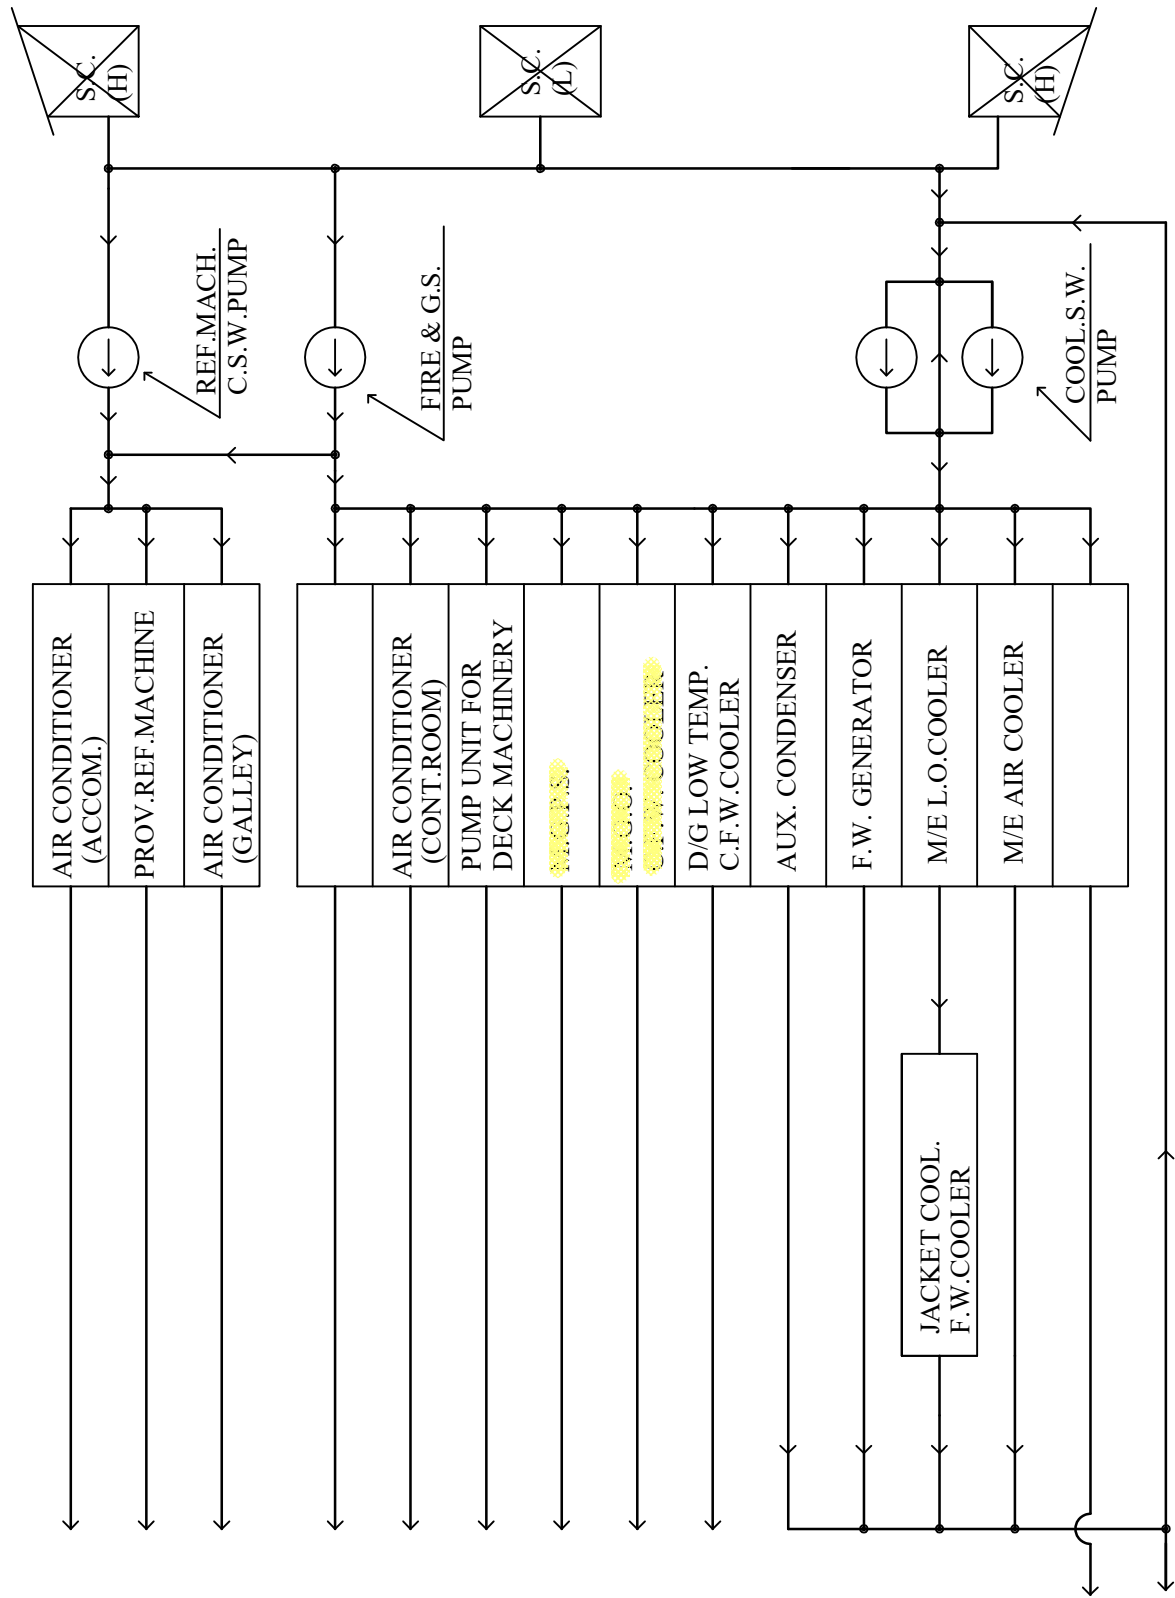 S.C.
(H)
S.C.
(L)
S.C.
(H)
REF.MACH.
C.S.W.PUMP
FIRE & G.S.
PUMP
COOL.S.W.
PUMP
AIR CONDITIONER
(ACCOM.)
PROV.REF.MACHINE
AIR CONDITIONER
(GALLEY)
AIR CONDITIONER
(CONT.ROOM)
PUMP UNIT FOR
DECK MACHINERY
D/G LOW TEMP.
C.F.W.COOLER
AUX. CONDENSER
F.W. GENERATOR
M/E L.O.COOLER
M/E AIR COOLER
JACKET COOL.
F.W.COOLER